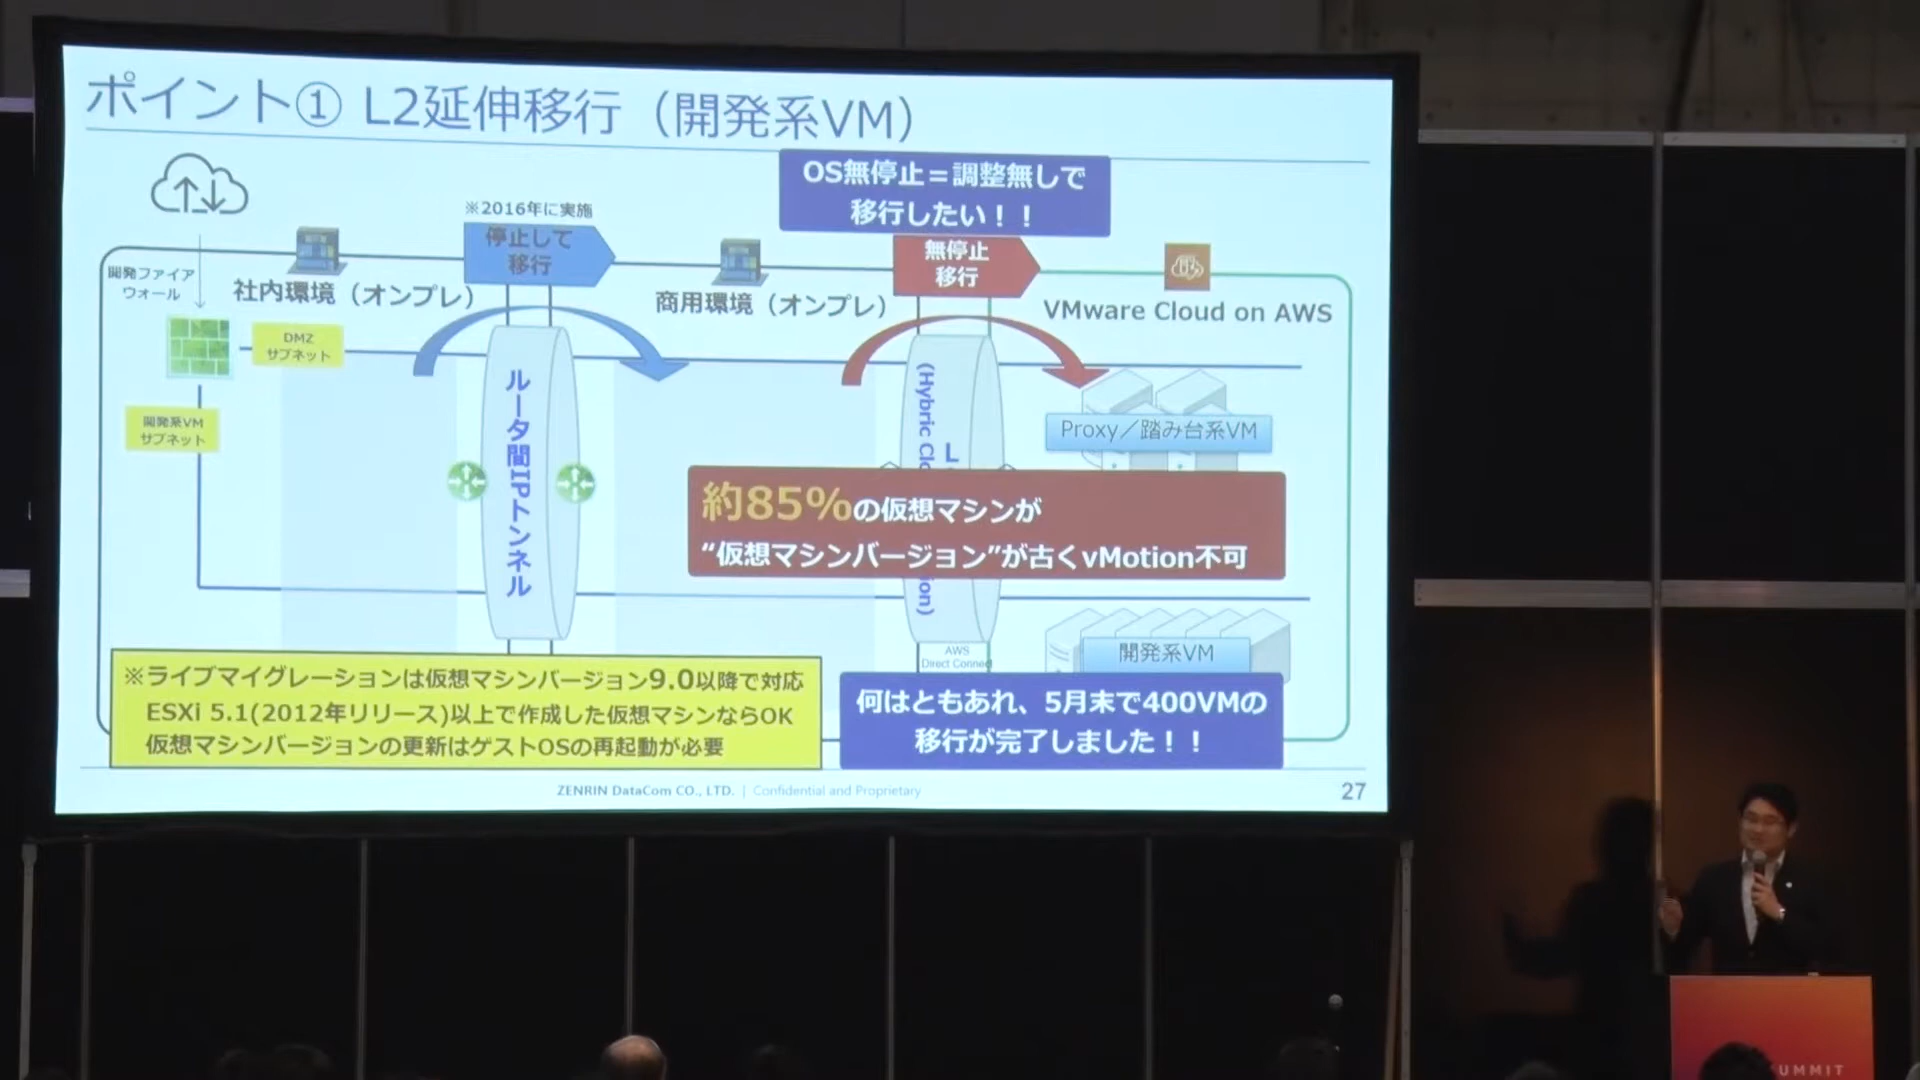 ポイント① L2延伸移行（開発系VM）
OS無停止＝調整無しで
移行したい！！
※2016年に実施
停止して
移行
無停止
移行
開発ファイア
ウォール
社内環境（オンプレ）
商用環境（オンプレ）
VMware Cloud on AWS
DMZ
サブネット
開発系VM
サブネット
ルータ間IPトンネル
(Hybric Clo
L
ion)
Proxy／踏み台系VM
約85%の仮想マシンが
“仮想マシンバージョン”が古くvMotion不可
AWS
Direct Connect
開発系VM
※ライブマイグレーションは仮想マシンバージョン9.0以降で対応
ESXi 5.1(2012年リリース)以上で作成した仮想マシンならOK
仮想マシンバージョンの更新はゲストOSの再起動が必要
何はともあれ、5月末で400VMの
移行が完了しました！！
ZENRIN DataCom CO., LTD. | Confidential and Proprietary
27
UMMIT